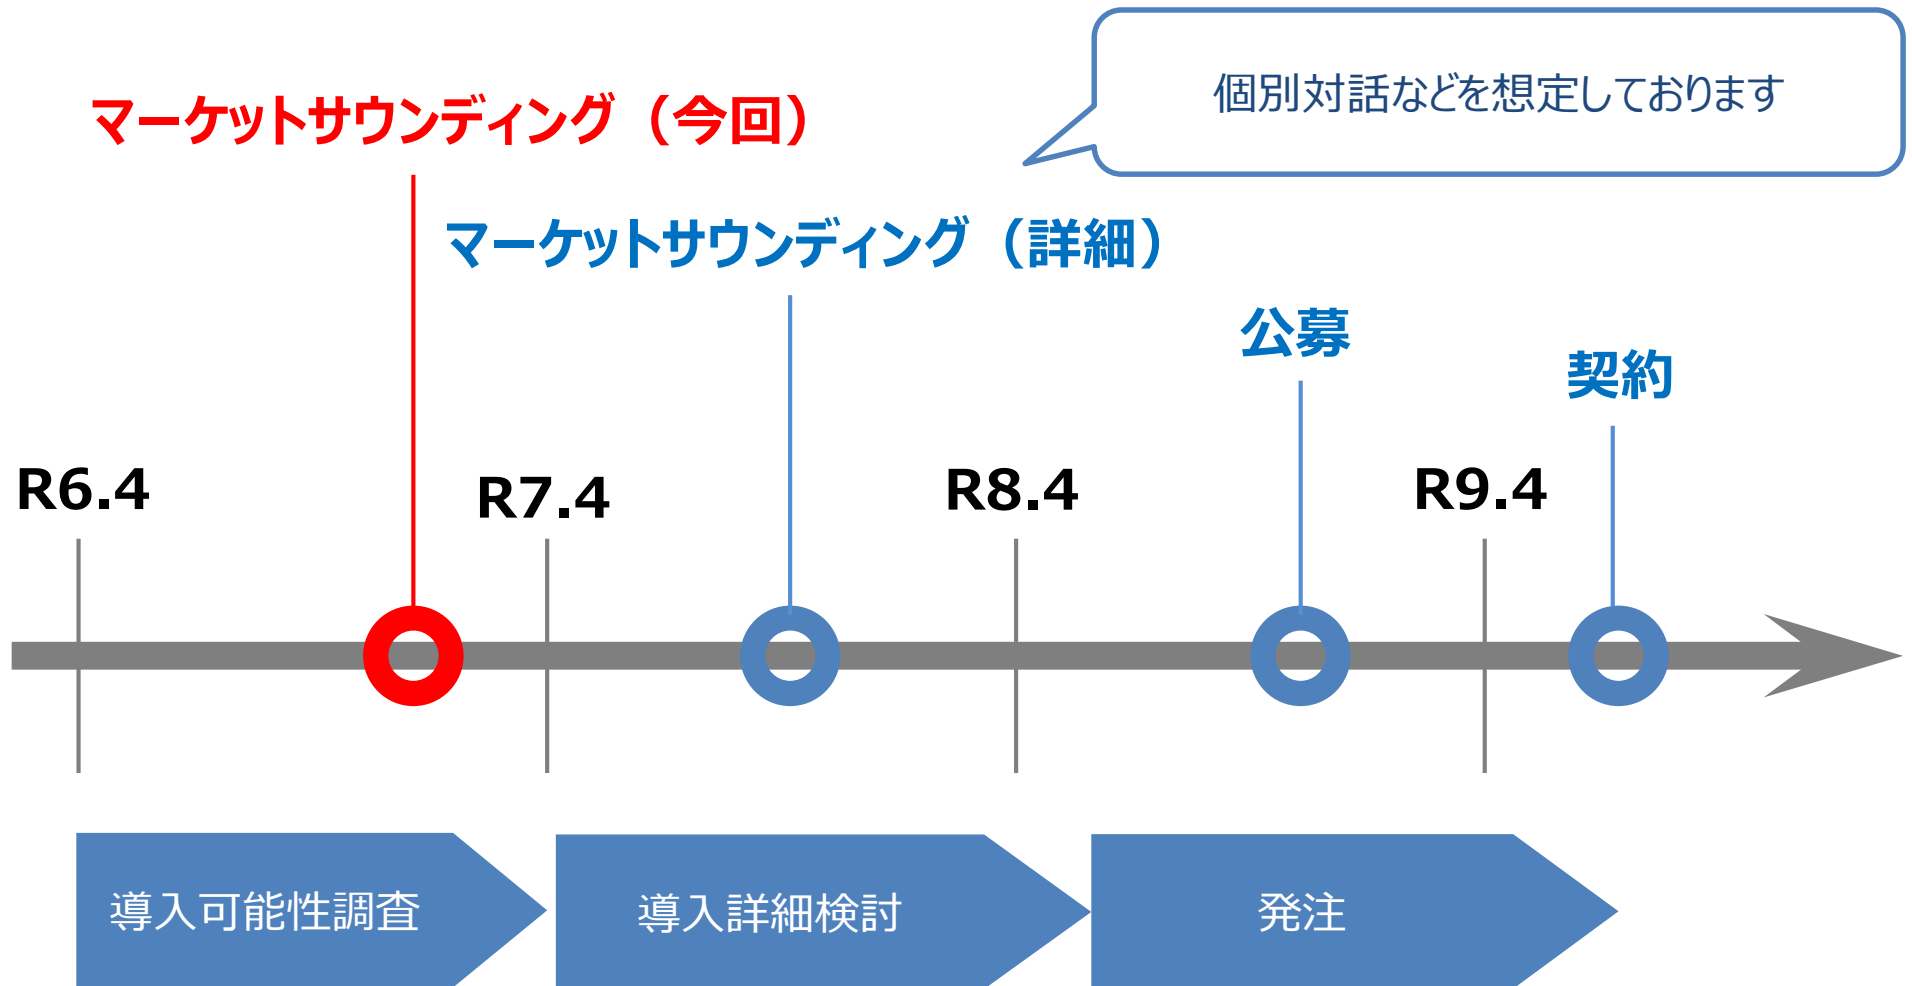 個別対話などを想定しております
マーケットサウンディング（今回）
マーケットサウンディング（詳細）
公募
契約
R6.4
R7.4
R8.4
R9.4
導入可能性調査
導入詳細検討
発注